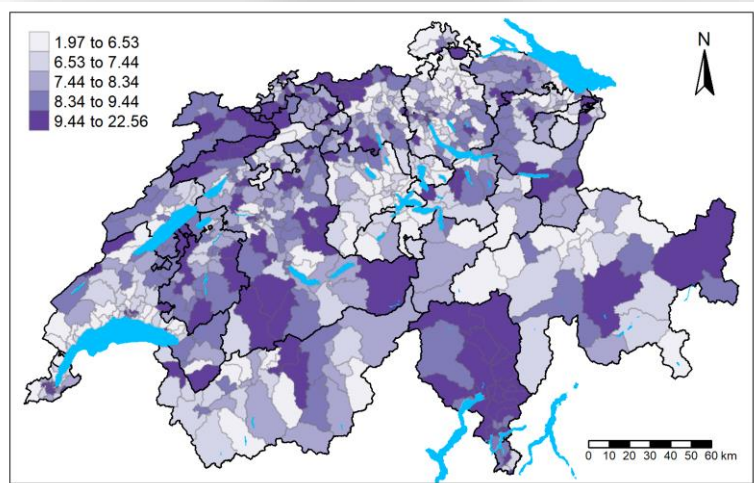 1.97 to 6.53
6.53 to 7.44
7.44 to 8.34
8.34 to 9.44
9.44 to 22.56
N
0 10 20 30 40 50 60 km